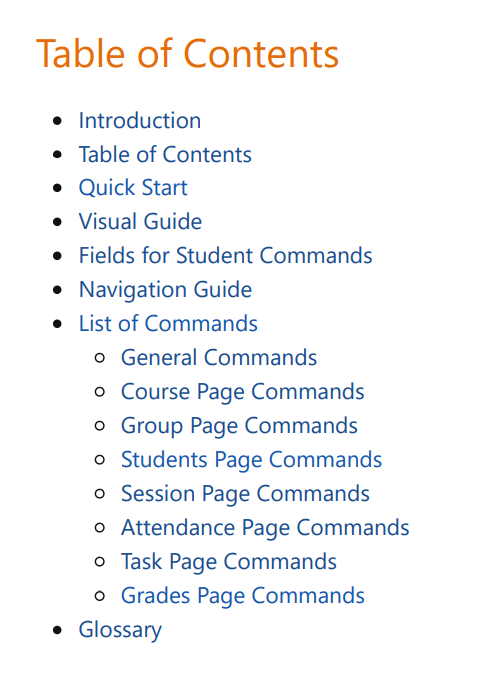 Table of Contents
Introduction
Table of Contents
Quick Start
Visual Guide
Fields for Student Commands
Navigation Guide
List of Commands
General Commands
Course Page Commands
Group Page Commands
Students Page Commands
Session Page Commands
Attendance Page Commands
Task Page Commands
Grades Page Commands
Glossary